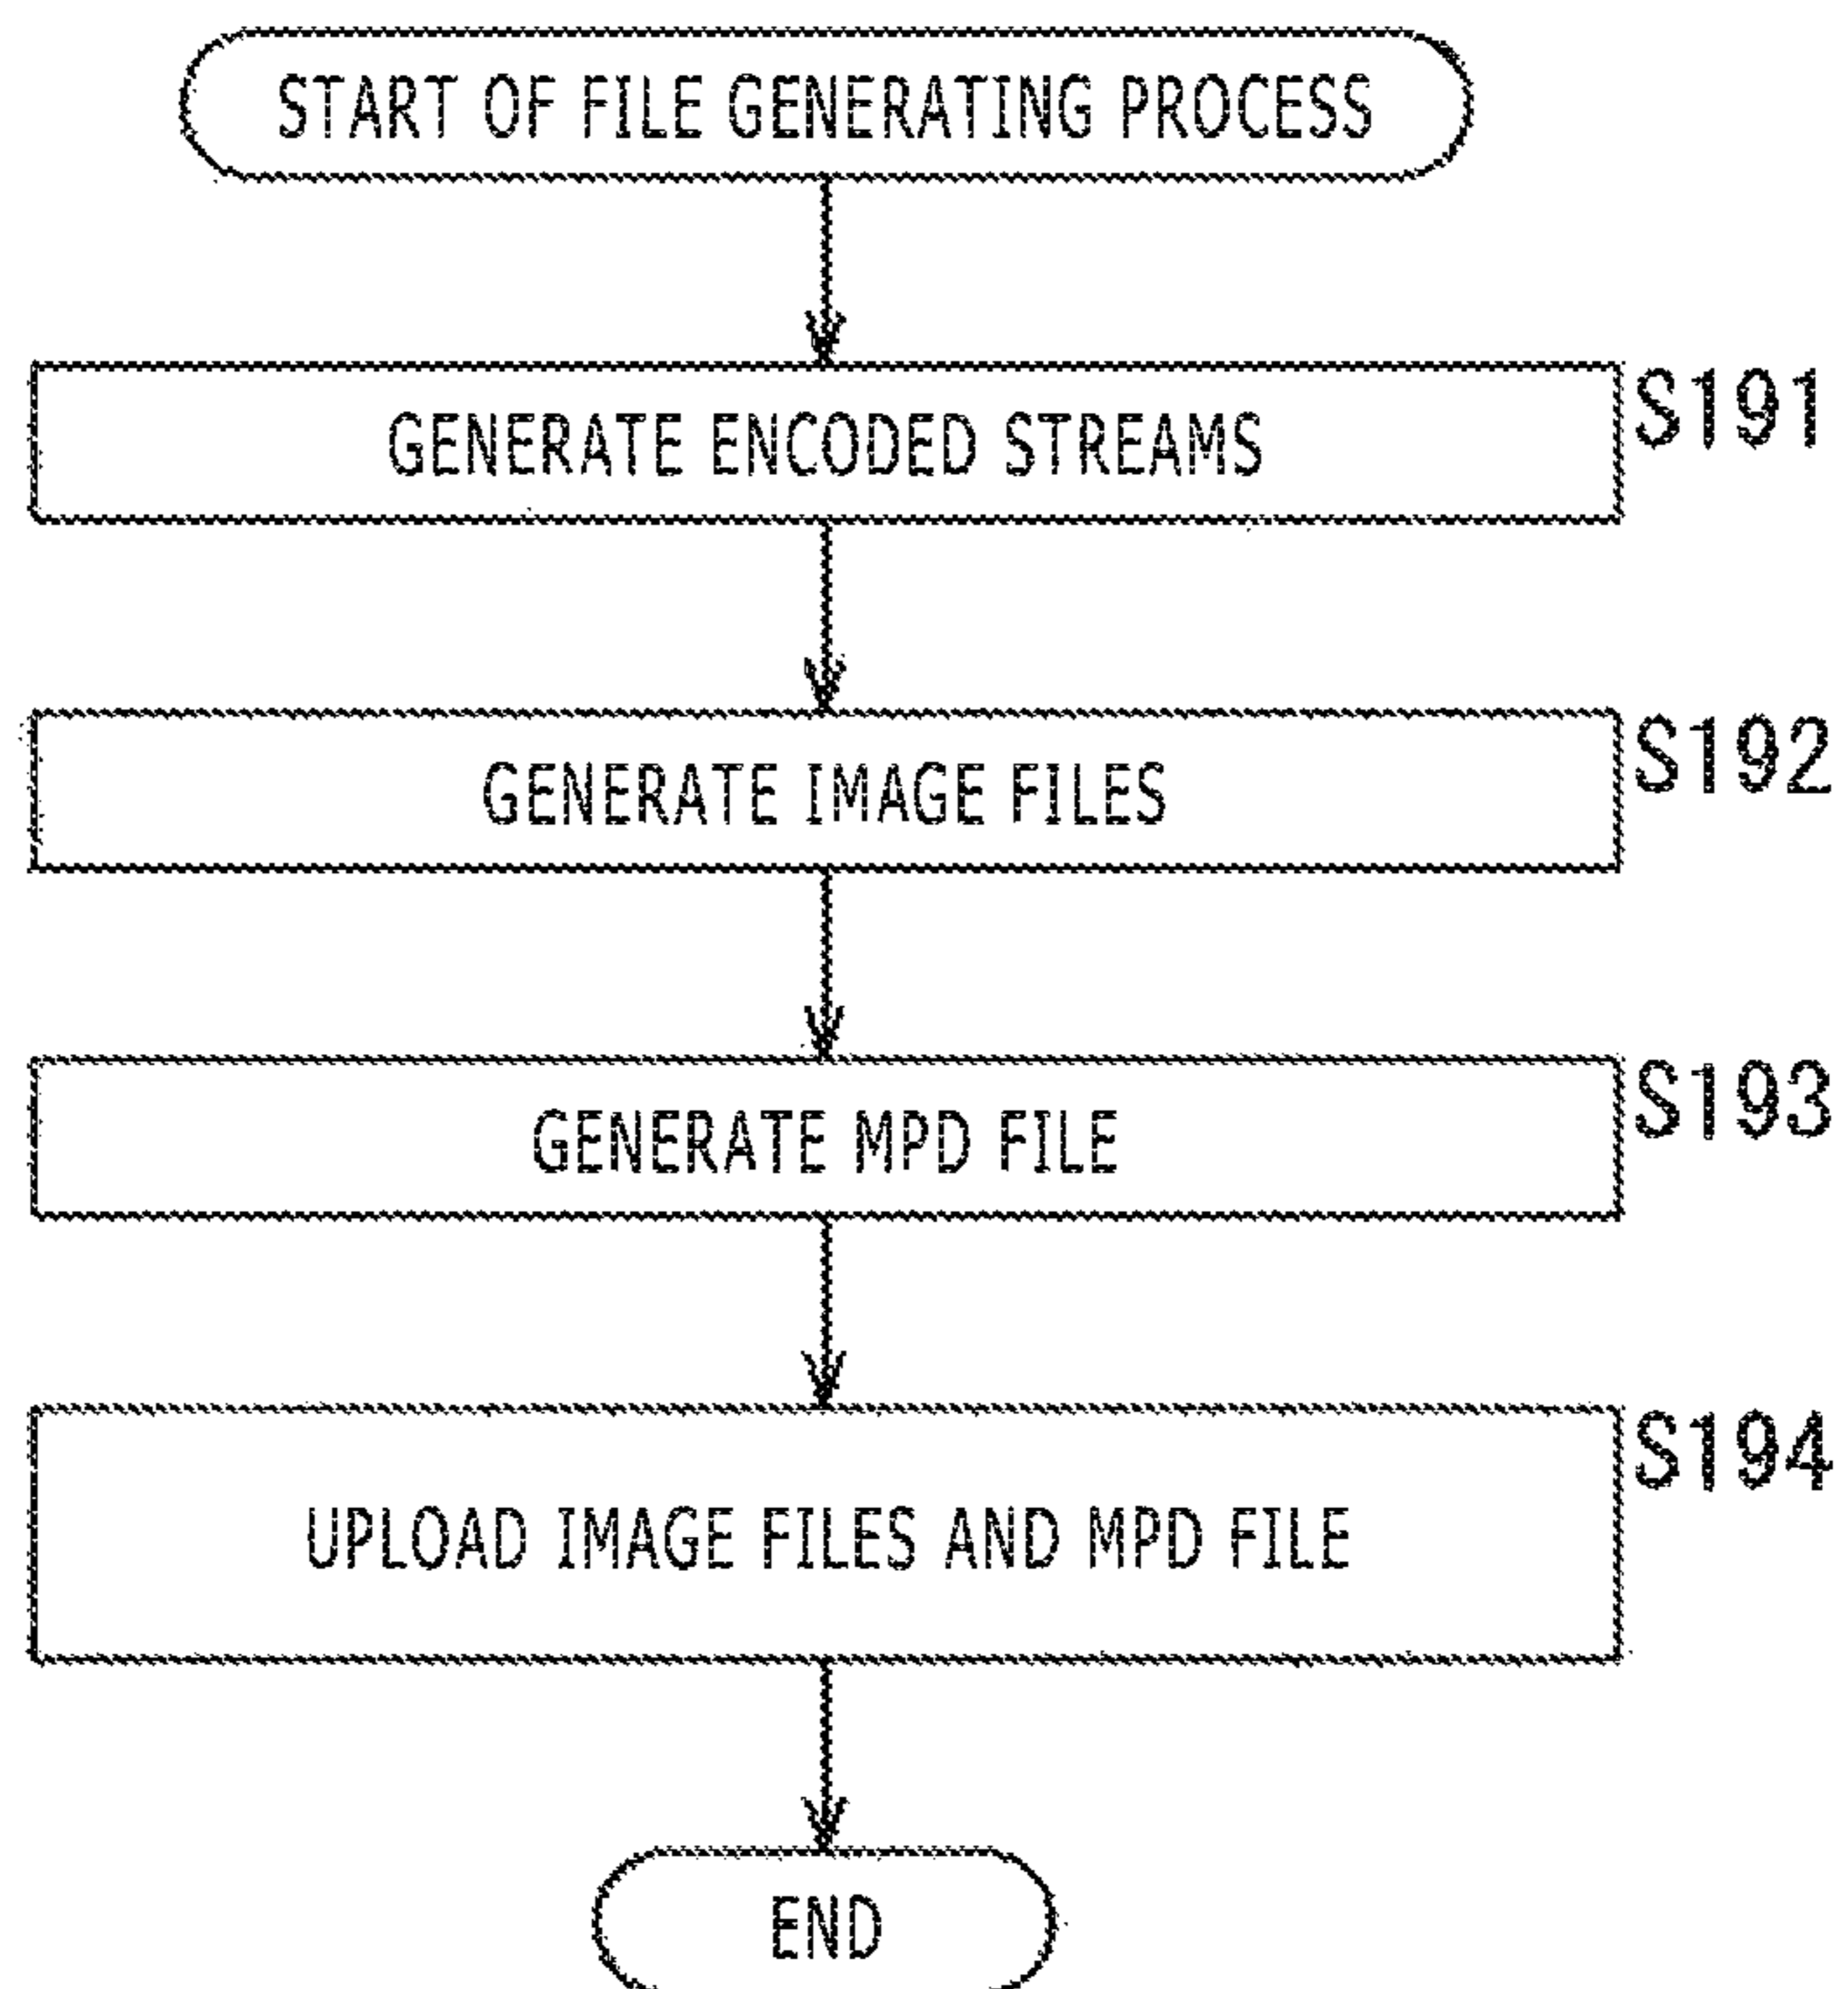 START OF FILE GENERATING PROCESS
GENERATE ENCODED STREAMS
S191
GENERATE IMAGE FILES
S192
GENERATE MPD FILE
S193
UPLOAD IMAGE FILES AND MPD FILE
S194
END